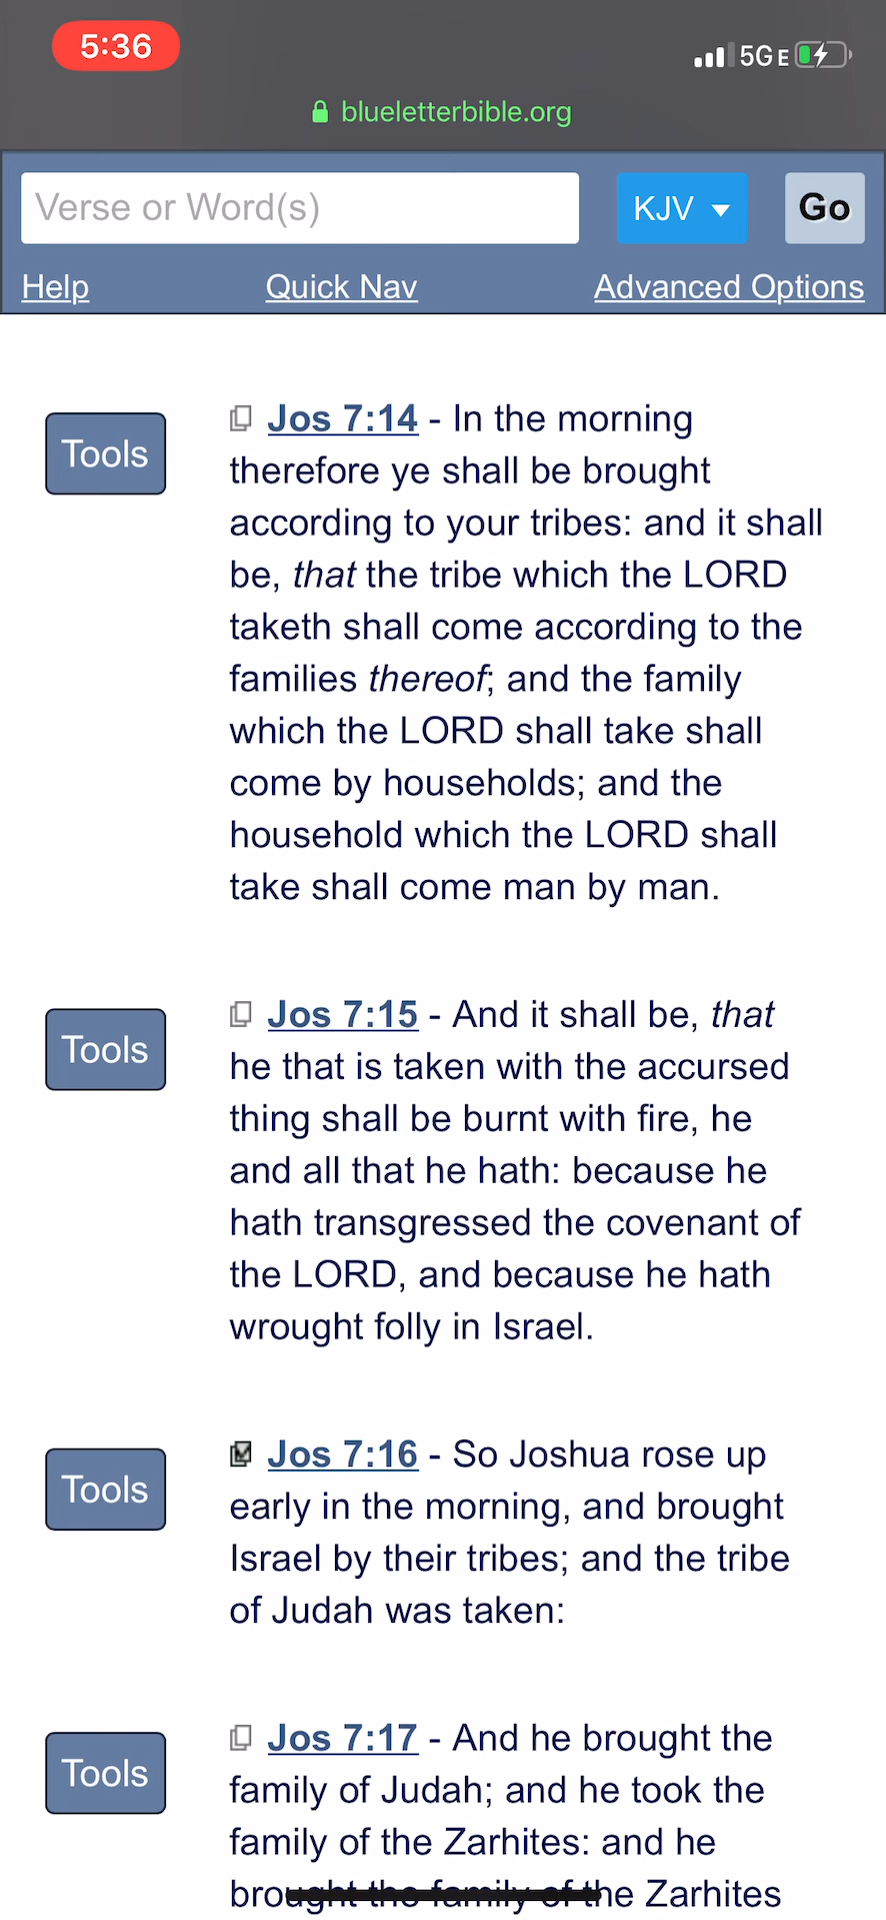 5:36
5GE
blueletterbible.org
Verse or Word(s)
KJV
Go
Help
Quick Nav
Advanced Options
Tools
Jos 7:14 - In the morning
therefore ye shall be brought
according to your tribes: and it shall
be, that the tribe which the LORD
taketh shall come according to the
families thereof; and the family
which the LORD shall take shall
come by households; and the
household which the LORD shall
take shall come man by man.
Tools
Jos 7:15 - And it shall be, that
he that is taken with the accursed
thing shall be burnt with fire, he
and all that he hath: because he
hath transgressed the covenant of
the LORD, and because he hath
wrought folly in Israel.
Tools
Jos 7:16 - So Joshua rose up
early in the morning, and brought
Israel by their tribes; and the tribe
of Judah was taken:
Tools
Jos 7:17 - And he brought the
family of Judah; and he took the
family of the Zarhites: and he
brought the family of the Zarhites